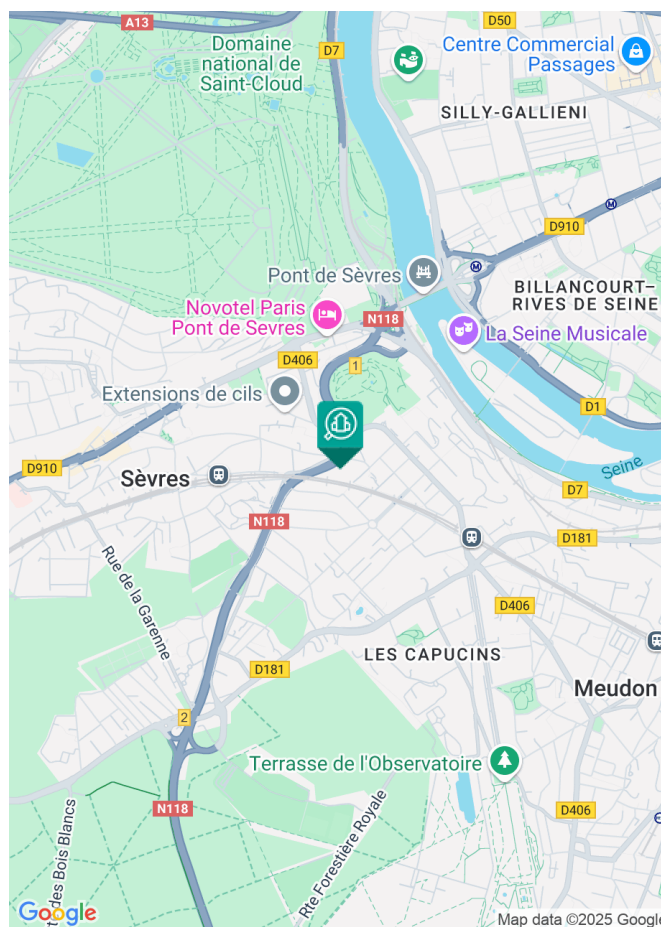 D50
A13
Domaine
national de
Saint-Cloud
D7
Centre Commercial
Passages
SILLY-GALLIENI
M
D910
Pont de Sèvres
M
BILLANCOURT–
RIVES DE SEINE
Novotel Paris
Pont de Sevres
N118
La Seine Musicale
D406
1
Extensions de cils
D1
D910
Sèvres
Seine
D7
N118
D181
Rue de la Garenne
D406
LES CAPUCINS
D181
Meudon
2
Terrasse de l'Observatoire
N118
D406
des Bois Blancs
Rte Forestière Royale
Google
Map data ©2025 Google